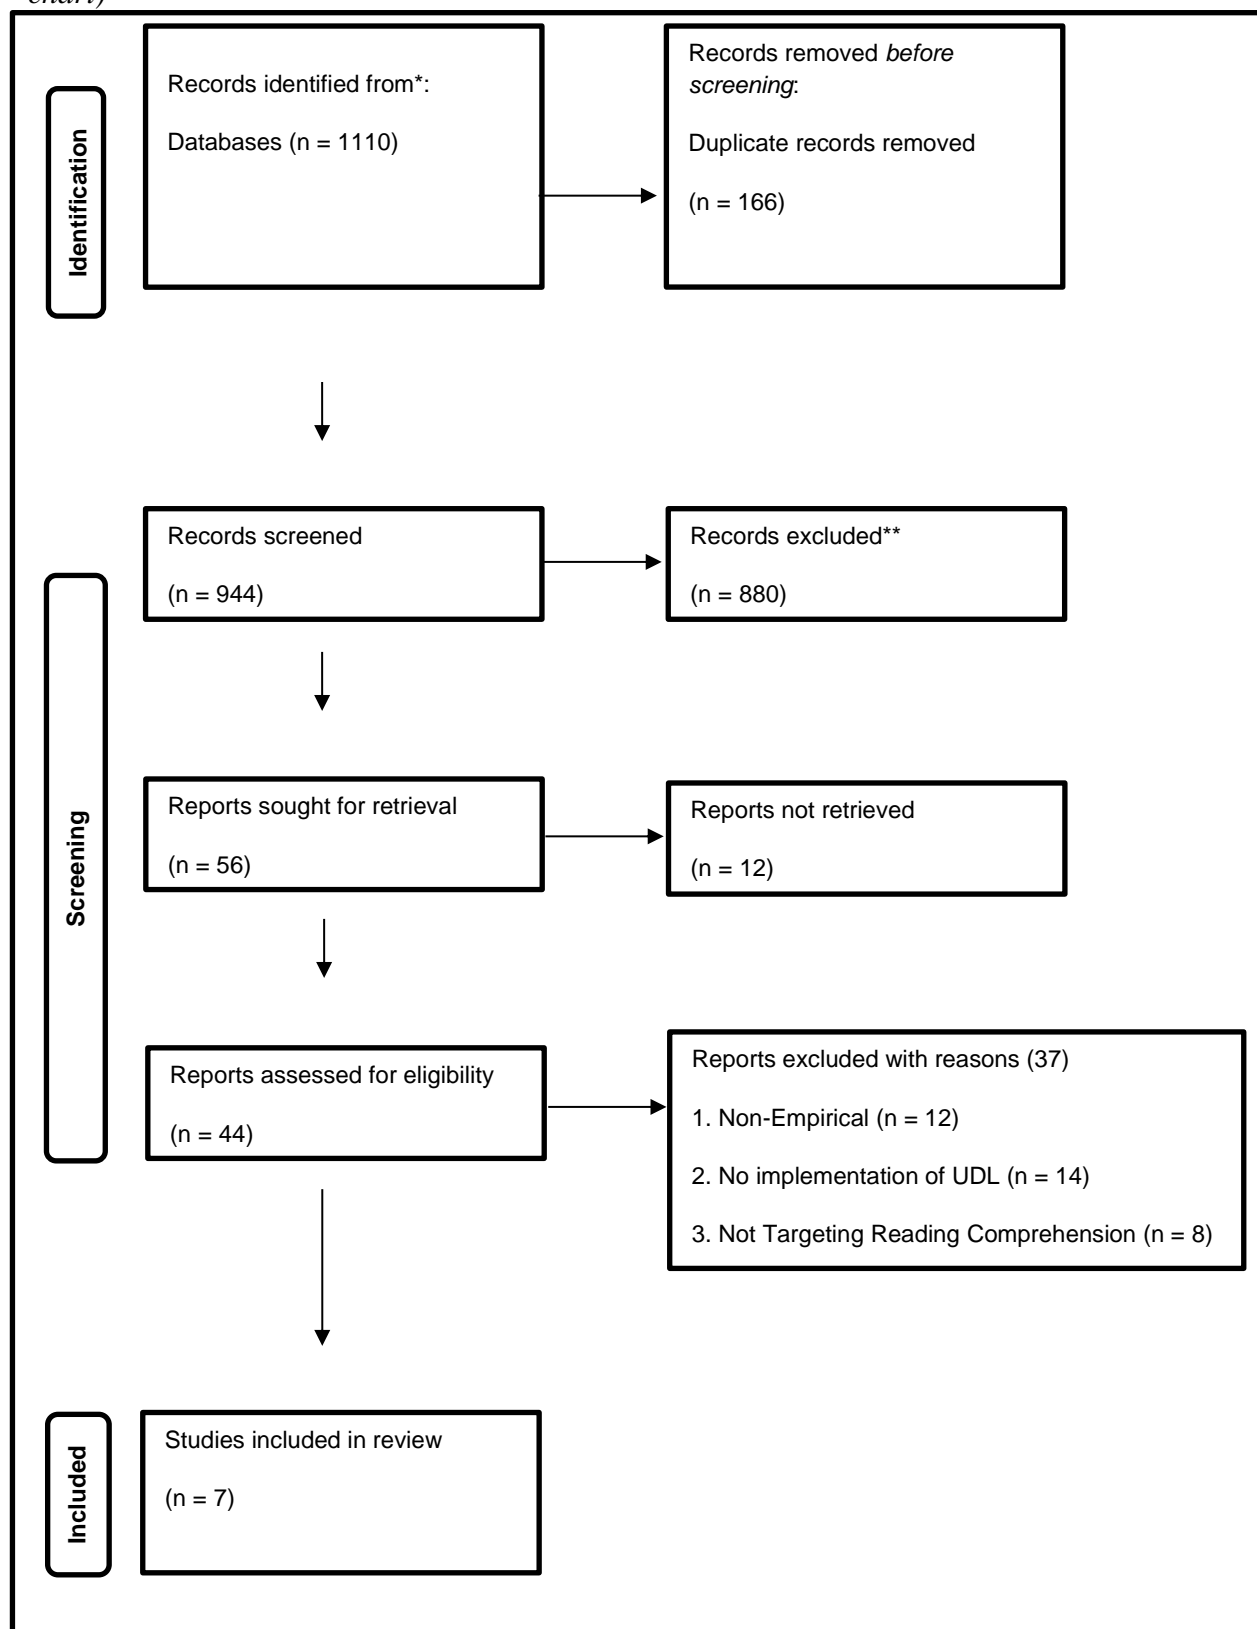 chart)
Identification
Records identified from*:
Databases (n = 1110)
Records removed before
screening:
Duplicate records removed
(n = 166)
Screening
Records screened
(n = 944)
Records excluded**
(n = 880)
Reports sought for retrieval
(n = 56)
Reports not retrieved
(n = 12)
Reports assessed for eligibility
(n = 44)
Reports excluded with reasons (37)
1. Non-Empirical (n = 12)
2. No implementation of UDL (n = 14)
3. Not Targeting Reading Comprehension (n = 8)
Included
Studies included in review
(n = 7)